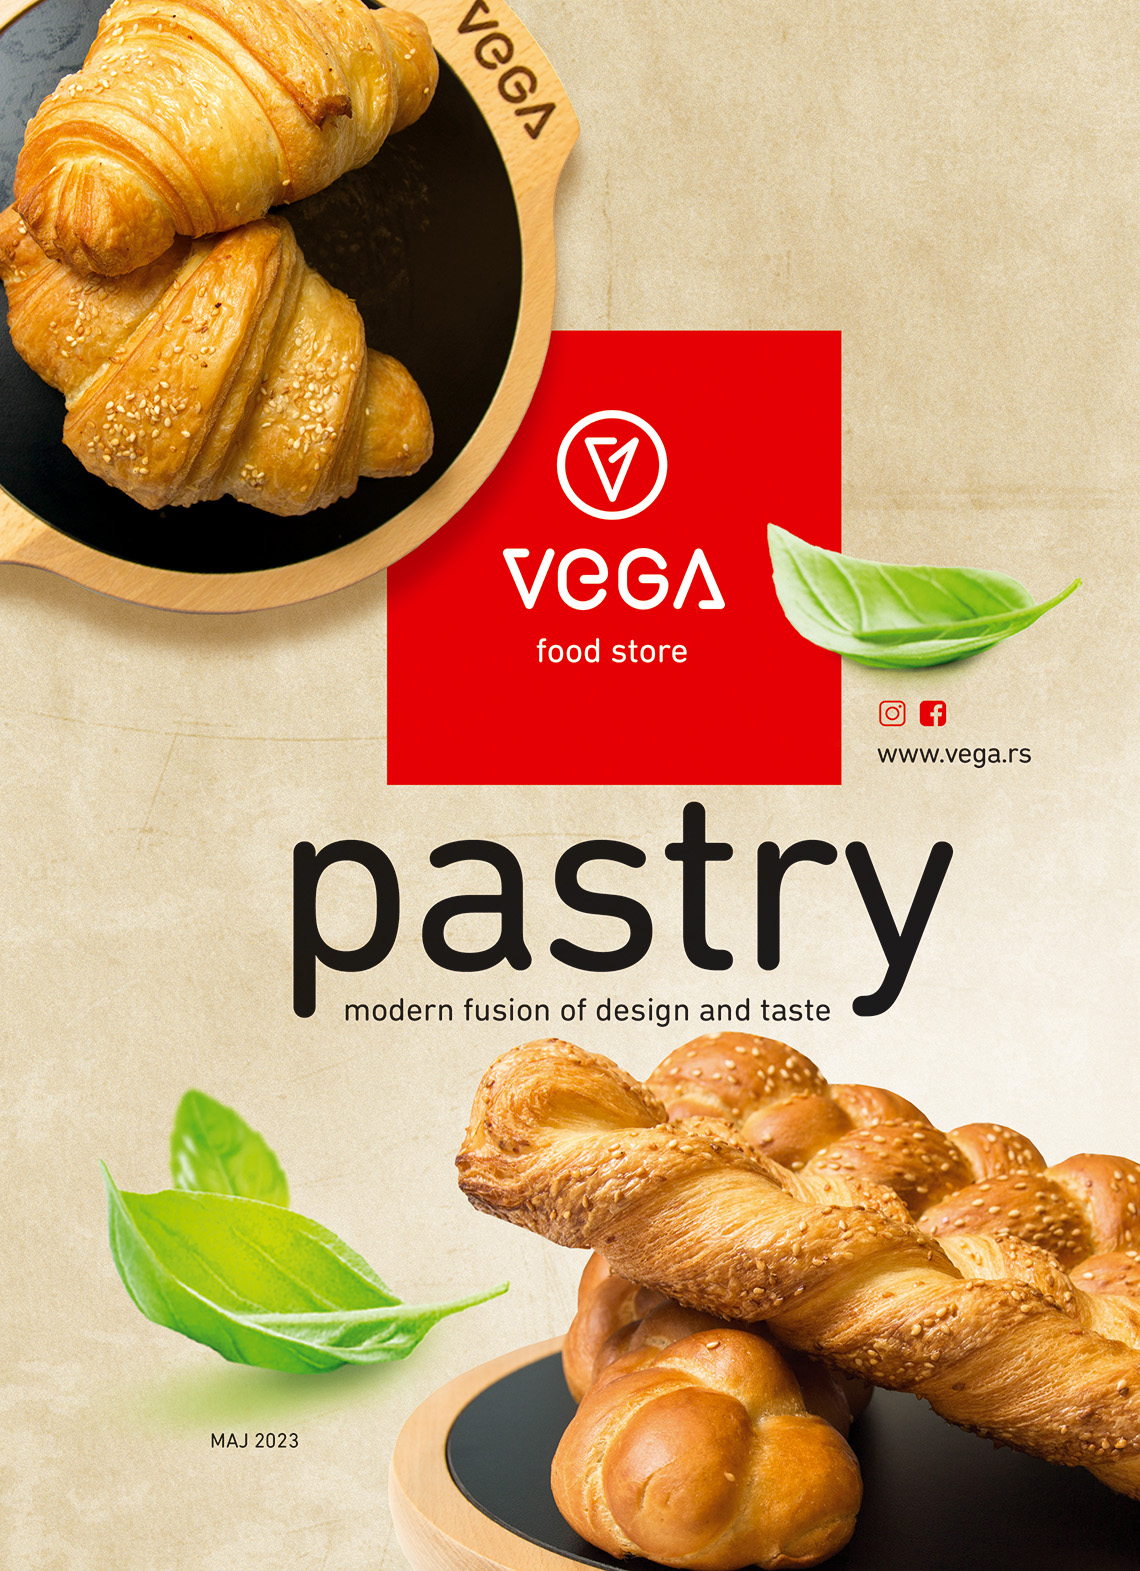 VEGA
VEGA
food store
www.vega.rs
pastry
modern fusion of design and taste
MAJ 2023